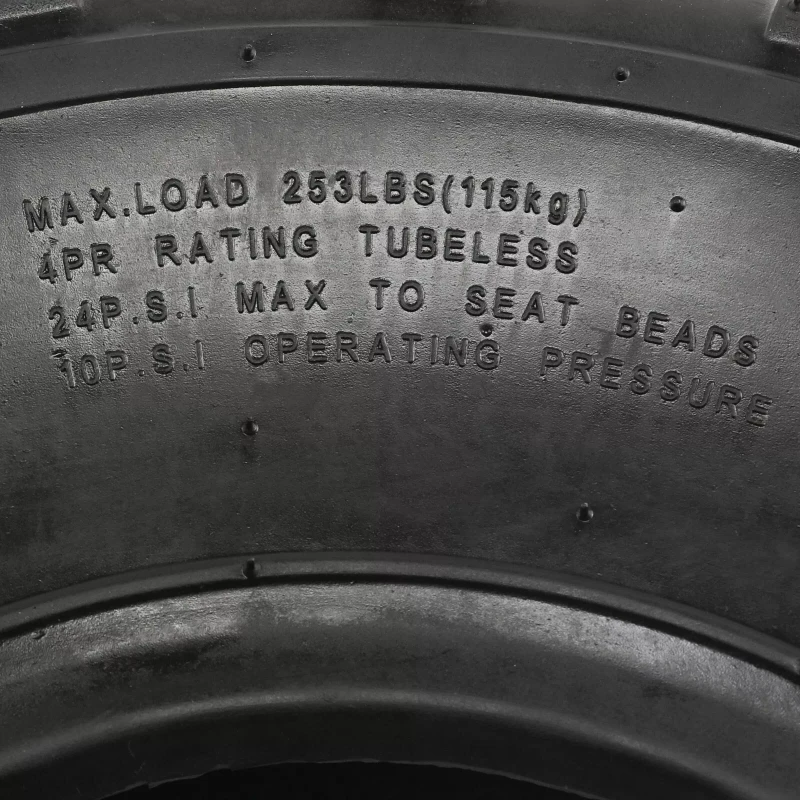 MAX.LOAD 253LBS(115kg)
4PR RATING TUBELESS
24P.S.I MAX TO SEAT BEADS
10P.S.I OPERATING PRESSURE